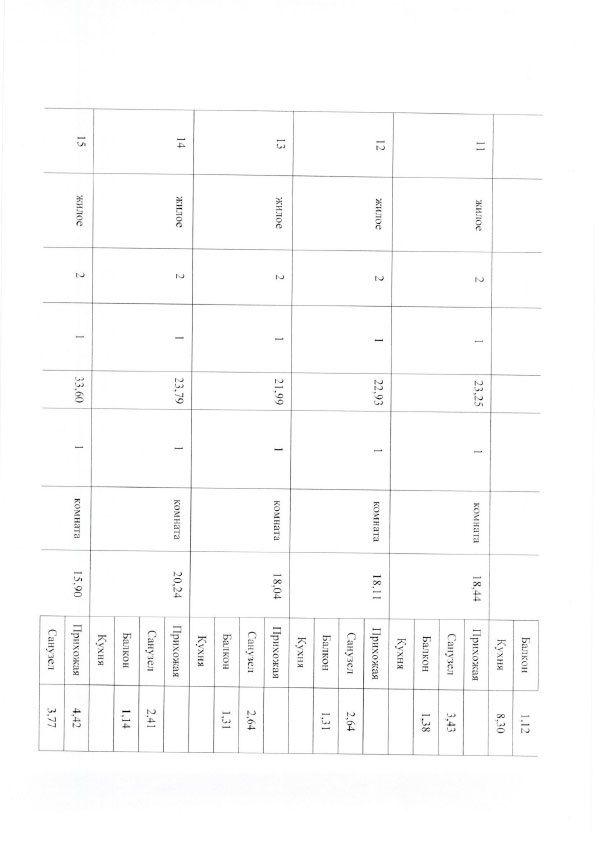 Балкон 1,12
Кухня 8,30
11 жилое 2 1 23,25 1 комната 18,44 Прихожая
Санузел 3,43
Балкон 1,38
Кухня
12 жилое 2 1 22,93 1 комната 18,11 Прихожая
Санузел 2,64
Балкон 1,31
Кухня
13 жилое 2 1 21,99 1 комната 18,04 Прихожая
Санузел 2,64
Балкон 1,31
Кухня
14 жилое 2 1 23,79 1 комната 20,24 Прихожая
Санузел 2,41
Балкон 1,14
Кухня
15 жилое 2 1 33,60 1 комната 15,90 Прихожая 4,42
Санузел 3,77